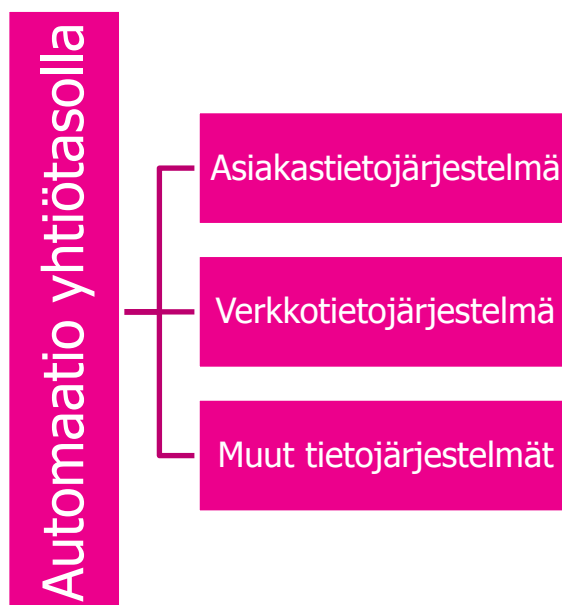 Automaatio yhtiötasolla
Asiakastietojärjestelmä
Verkkotietojärjestelmä
Muut tietojärjestelmät